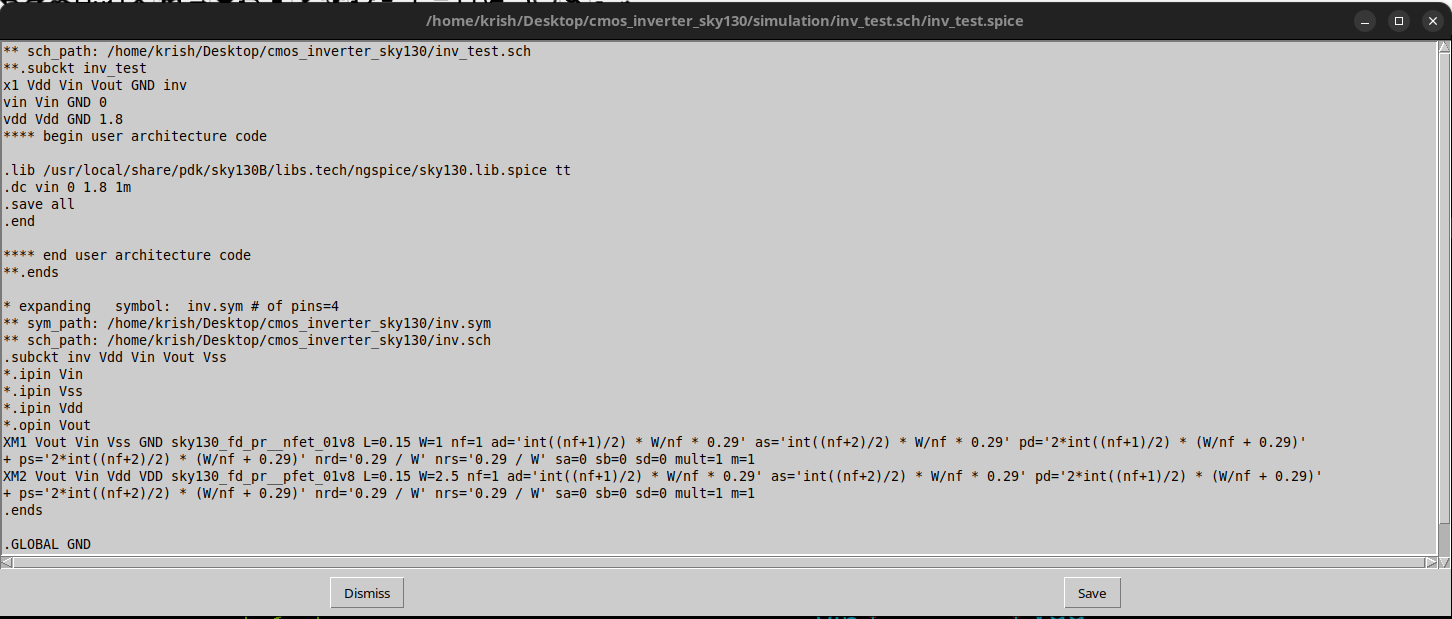 /home/krish/Desktop/cmos_inverter_sky130/simulation/inv_test.sch/inv_test.spice
** sch_path: /home/krish/Desktop/cmos_inverter_sky130/inv_test.sch
**.subckt inv_test
x1 Vdd Vin Vout GND inv
vin Vin GND 0
vdd Vdd GND 1.8
**** begin user architecture code
.lib /usr/local/share/pdk/sky130B/libs.tech/ngspice/sky130.lib.spice tt
.dc vin 0 1.8 1m
.save all
.end
**** end user architecture code
**.ends
* expanding   symbol:  inv.sym # of pins=4
** sym_path: /home/krish/Desktop/cmos_inverter_sky130/inv.sym
** sch_path: /home/krish/Desktop/cmos_inverter_sky130/inv.sch
.subckt inv Vdd Vin Vout Vss
*.ipin Vin
*.ipin Vss
*.ipin Vdd
*.opin Vout
XM1 Vout Vin Vss GND sky130_fd_pr__nfet_01v8 L=0.15 W=1 nf=1 ad='int((nf+1)/2) * W/nf * 0.29' as='int((nf+2)/2) * W/nf * 0.29' pd='2*int((nf+1)/2) * (W/nf + 0.29)'
+ ps='2*int((nf+2)/2) * (W/nf + 0.29)' nrd='0.29 / W' nrs='0.29 / W' sa=0 sb=0 sd=0 mult=1 m=1
XM2 Vout Vin Vdd VDD sky130_fd_pr__pfet_01v8 L=0.15 W=2.5 nf=1 ad='int((nf+1)/2) * W/nf * 0.29' as='int((nf+2)/2) * W/nf * 0.29' pd='2*int((nf+1)/2) * (W/nf + 0.29)'
+ ps='2*int((nf+2)/2) * (W/nf + 0.29)' nrd='0.29 / W' nrs='0.29 / W' sa=0 sb=0 sd=0 mult=1 m=1
.ends
.GLOBAL GND
Dismiss
Save